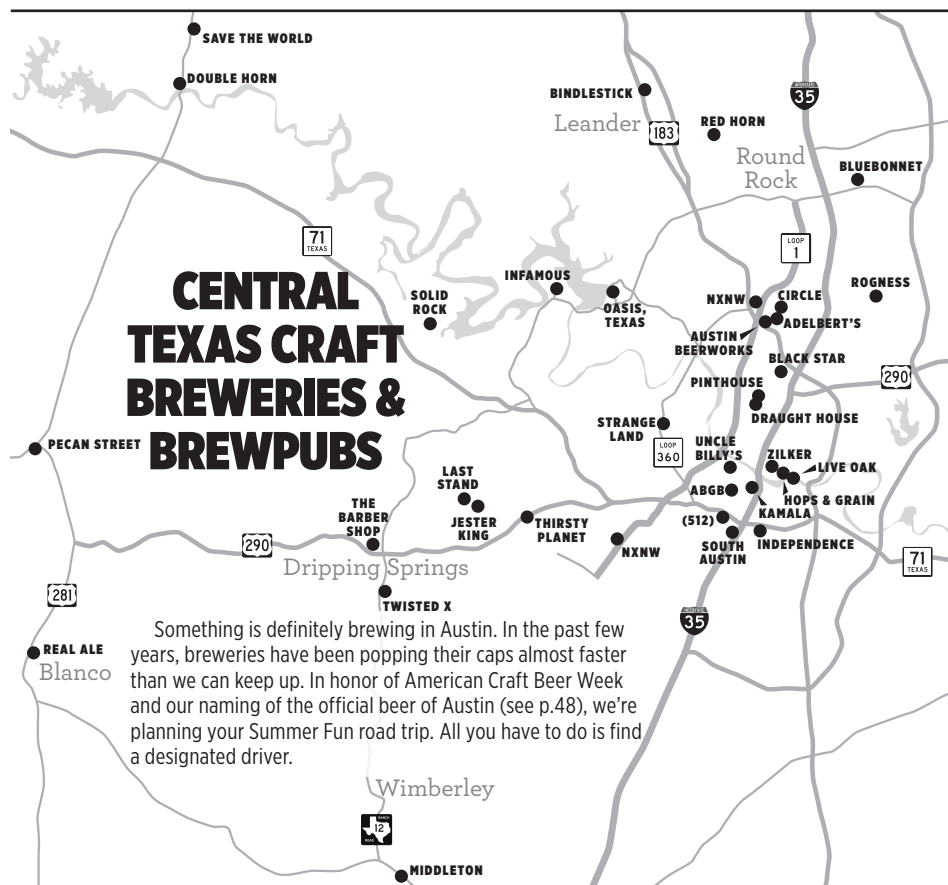 SAVE THE WORLD
DOUBLE HORN
BINDLESTICK
Leander
183
RED HORN
INTERSTATE
35
Round
Rock
BLUEBONNET
71
TEXAS
LOOP
1
CENTRAL
TEXAS CRAFT
BREWERIES &
BREWPUBS
SOLID
ROCK
INFAMOUS
OASIS,
TEXAS
NXNW
CIRCLE
ADELBERT'S
ROGNESS
AUSTIN
BEERWORKS
BLACK STAR
290
PINTHOUSE
DRAUGHT HOUSE
STRANGE
LAND
LOOP
360
PECAN STREET
UNCLE
BILLY'S
ZILKER
LIVE OAK
HOPS & GRAIN
KAMALA
ABGB
LAST
STAND
JESTER
KING
THE
BARBER
SHOP
THIRSTY
PLANET
(512)
SOUTH
AUSTIN
INDEPENDENCE
NXNW
290
Dripping Springs
71
TEXAS
281
TWISTED X
INTERSTATE
35
REAL ALE
Blanco
Something is definitely brewing in Austin. In the past few
years, breweries have been popping their caps almost faster
than we can keep up. In honor of American Craft Beer Week
and our naming of the official beer of Austin (see p.48), we're
planning your Summer Fun road trip. All you have to do is find
a designated driver.
Wimberley
RANCH
12
ROAD
MIDDLETON